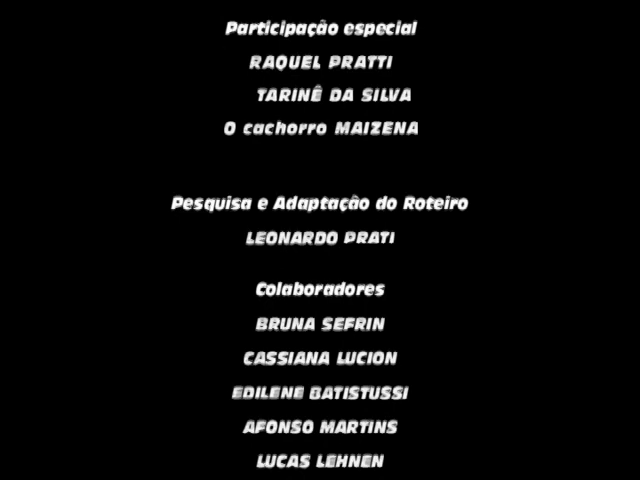 Participação especial
RAQUEL PRATTI
TARINÊ DA SILVA
O cachorro MAIZENA
Pesquisa e Adaptação do Roteiro
LEONARDO PRATI
Colaboradores
BRUNA SEFRIN
CASSIANA LUCION
EDILENE BATISTUSSI
AFONSO MARTINS
LUCAS LEHNEN